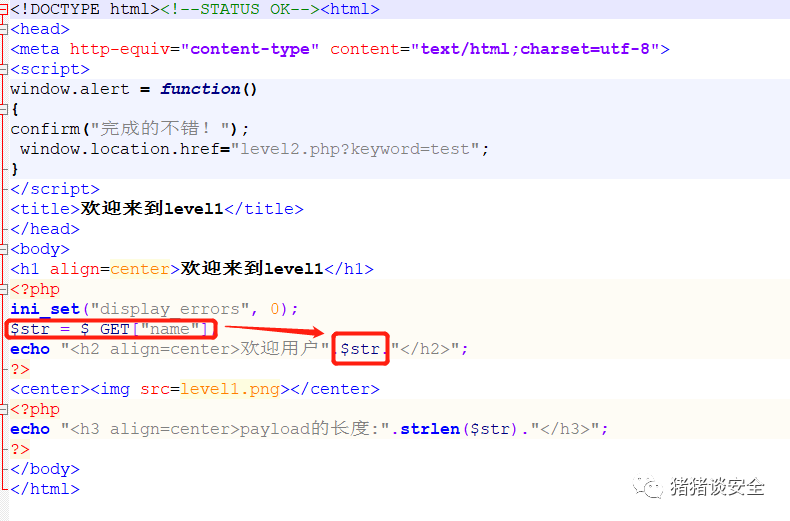 <!DOCTYPE html><!--STATUS OK--><html>
<head>
<meta http-equiv="content-type" content="text/html;charset=utf-8">
<script>
window.alert = function()
{
confirm("完成的不错！");
 window.location.href="level2.php?keyword=test";
}
</script>
<title>欢迎来到level1</title>
</head>
<body>
<h1 align=center>欢迎来到level1</h1>
<?php
ini_set("display_errors", 0);
$str = $_GET["name"];
echo "<h2 align=center>欢迎用户".$str."</h2>";
?>
<center><img src=level1.png></center>
<?php
echo "<h3 align=center>payload的长度:".strlen($str)."</h3>";
?>
</body>
</html>
猪猪谈安全